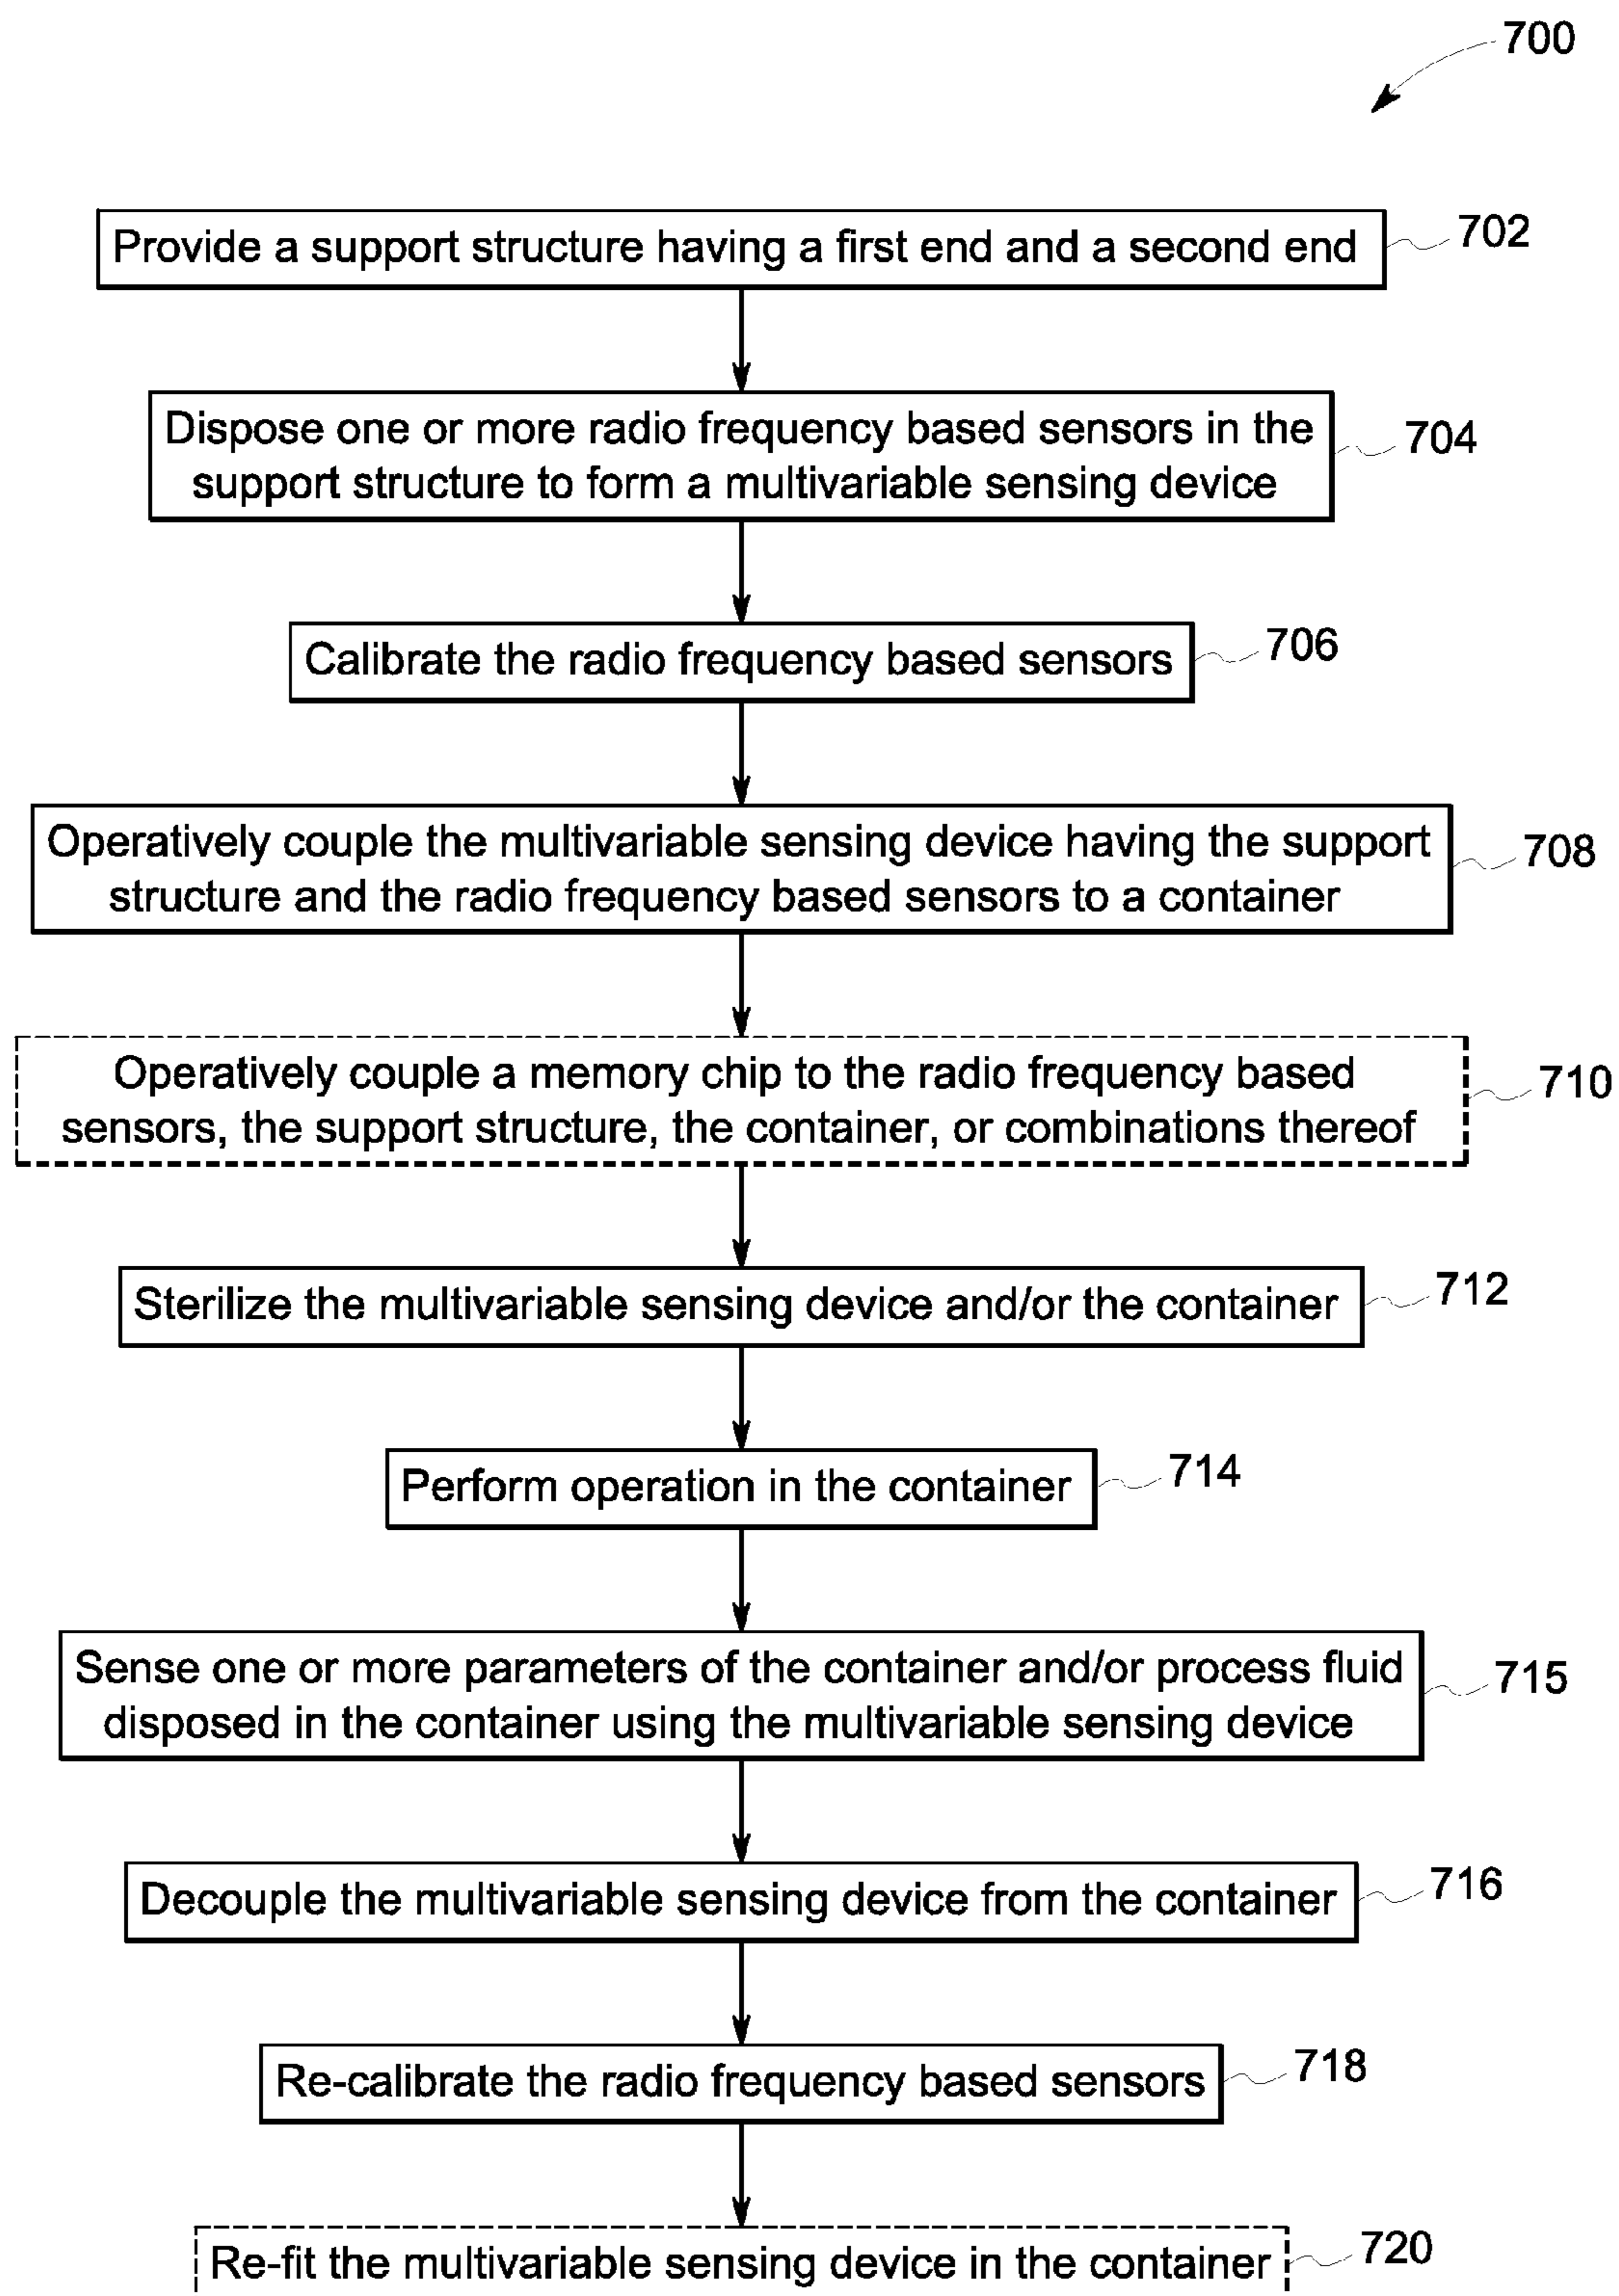 700
Provide a support structure having a first end and a second end
702
Dispose one or more radio frequency based sensors in the
support structure to form a multivariable sensing device
704
Calibrate the radio frequency based sensors
706
Operatively couple the multivariable sensing device having the support
structure and the radio frequency based sensors to a container
708
Operatively couple a memory chip to the radio frequency based
sensors, the support structure, the container, or combinations thereof
710
Sterilize the multivariable sensing device and/or the container
712
Perform operation in the container
714
Sense one or more parameters of the container and/or process fluid
disposed in the container using the multivariable sensing device
715
Decouple the multivariable sensing device from the container
716
Re-calibrate the radio frequency based sensors
718
Re-fit the multivariable sensing device in the container
720